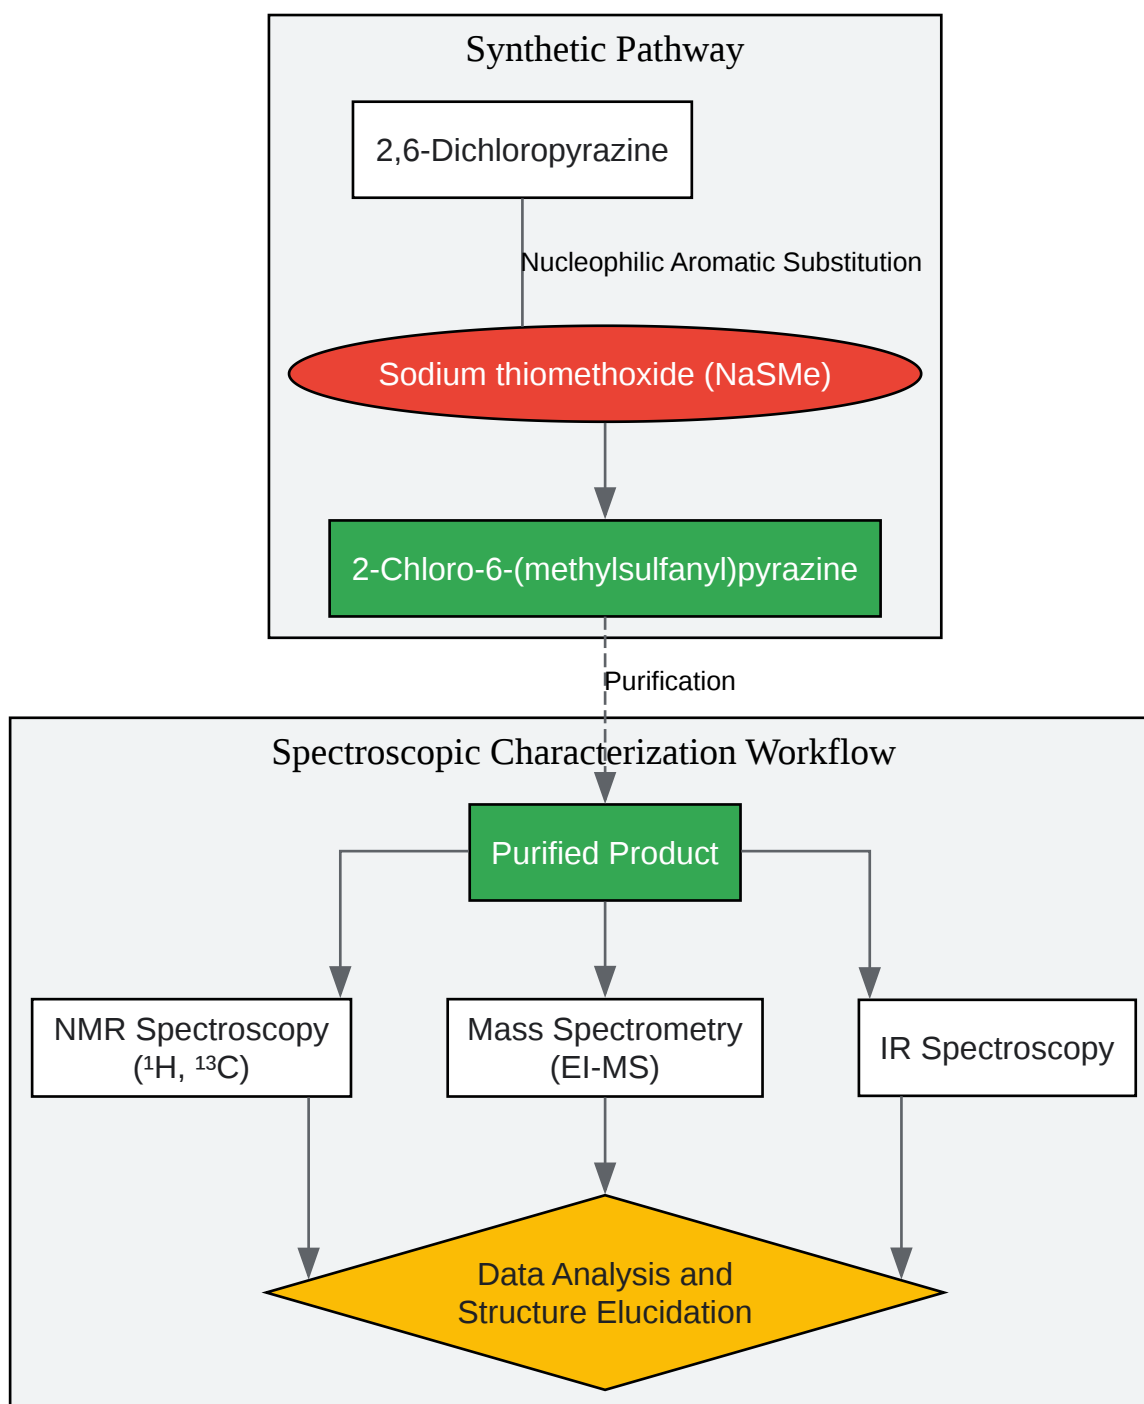 Synthetic Pathway
2,6-Dichloropyrazine
Nucleophilic Aromatic Substitution
Sodium thiomethoxide (NaSMe)
2-Chloro-6-(methylsulfanyl)pyrazine
Purification
Spectroscopic Characterization Workflow
Purified Product
NMR Spectroscopy
(¹H, ¹³C)
Mass Spectrometry
(EI-MS)
IR Spectroscopy
Data Analysis and
Structure Elucidation